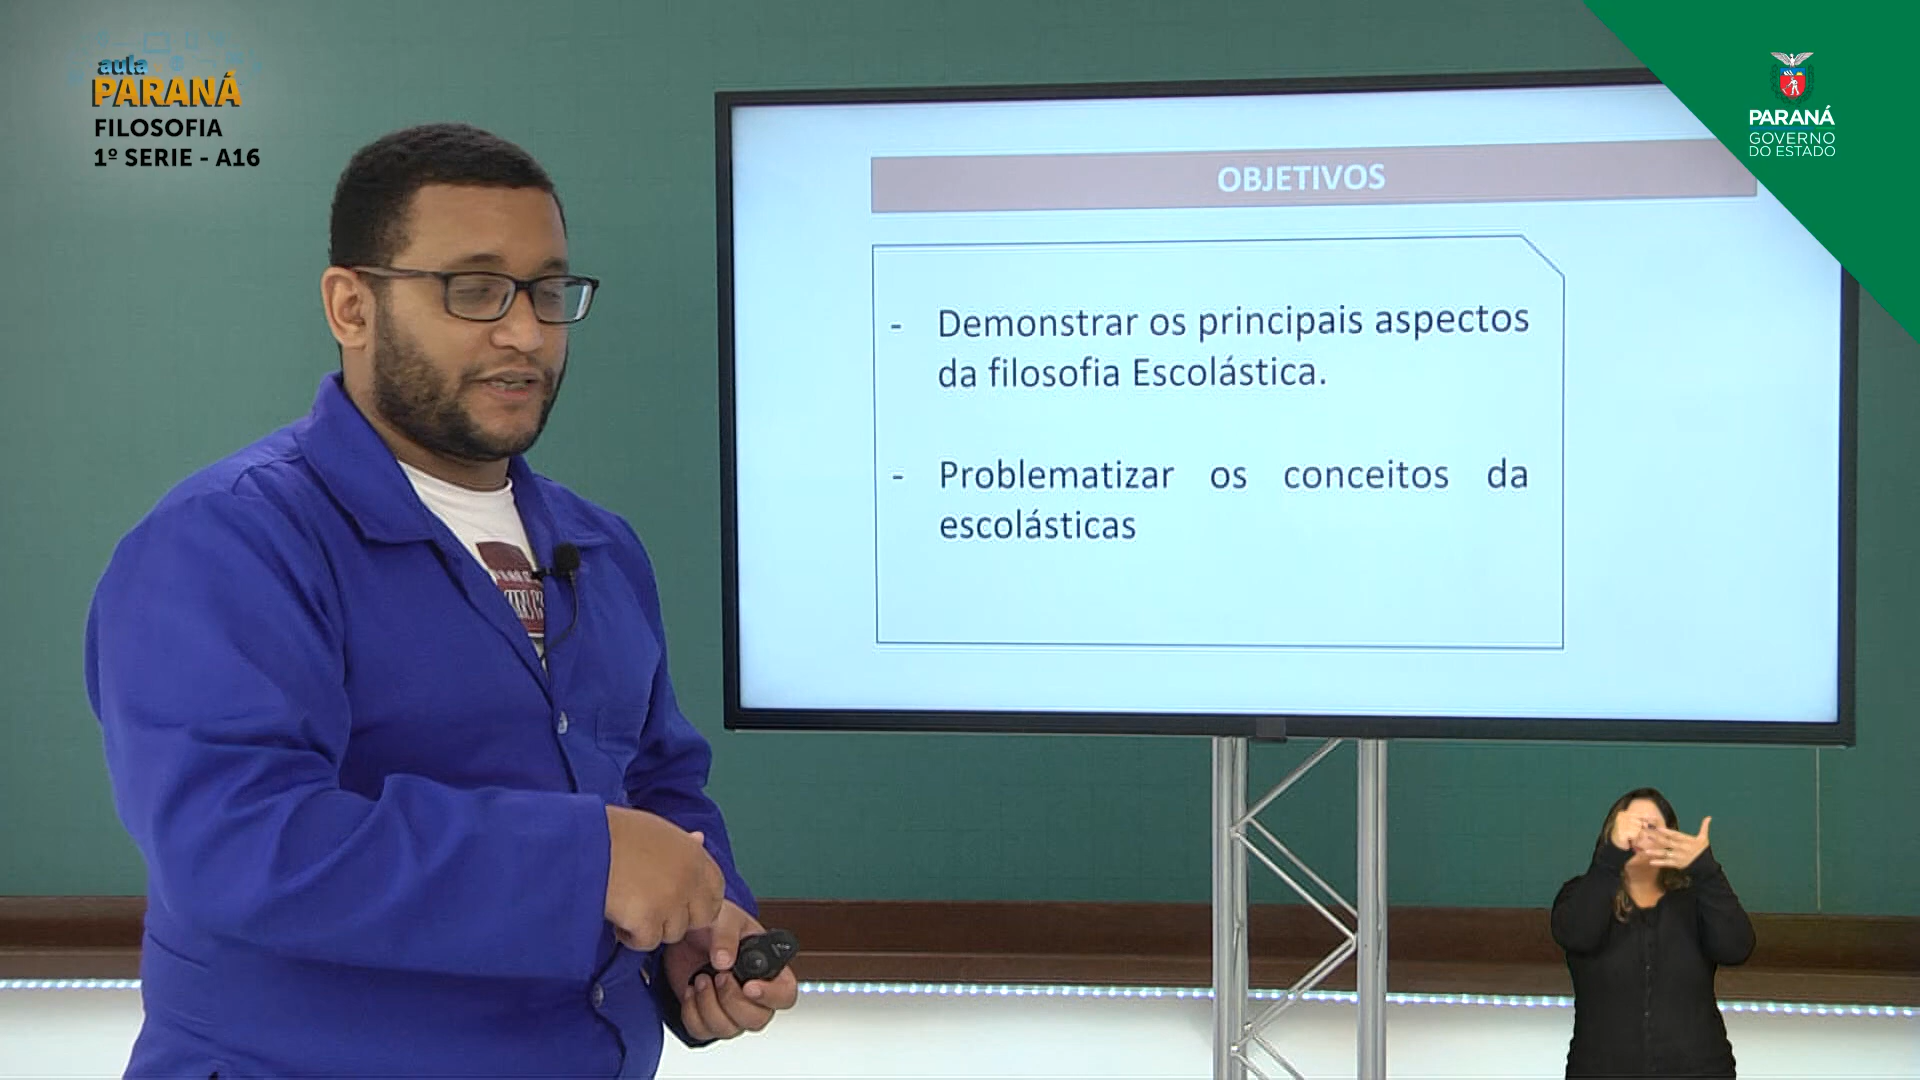 aula
PARANÁ
FILOSOFIA
1º SERIE - A16
PARANÁ
GOVERNO
DO ESTADO
OBJETIVOS
- Demonstrar os principais aspectos
da filosofia Escolástica.
- Problematizar os conceitos da
escolásticas